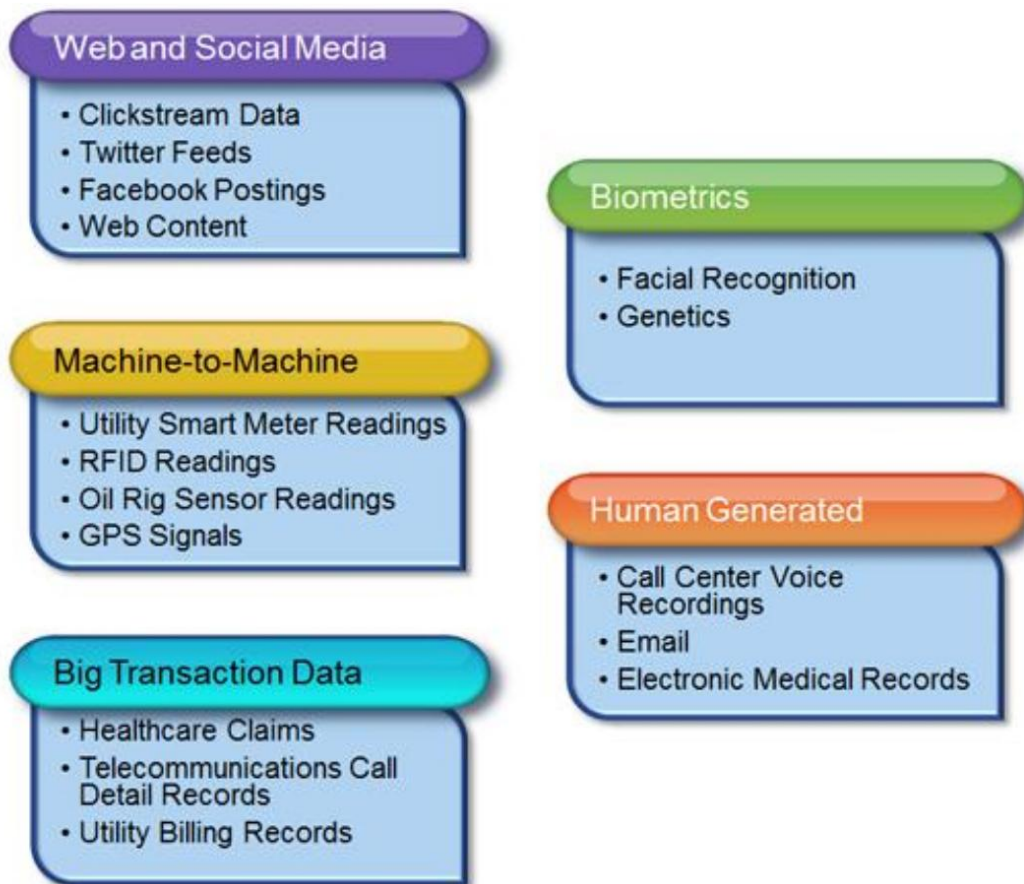 Web and Social Media
• Clickstream Data
• Twitter Feeds
• Facebook Postings
• Web Content
Machine-to-Machine
• Utility Smart Meter Readings
• RFID Readings
• Oil Rig Sensor Readings
• GPS Signals
Big Transaction Data
• Healthcare Claims
• Telecommunications Call
Detail Records
• Utility Billing Records
Biometrics
• Facial Recognition
• Genetics
Human Generated
• Call Center Voice
Recordings
• Email
• Electronic Medical Records